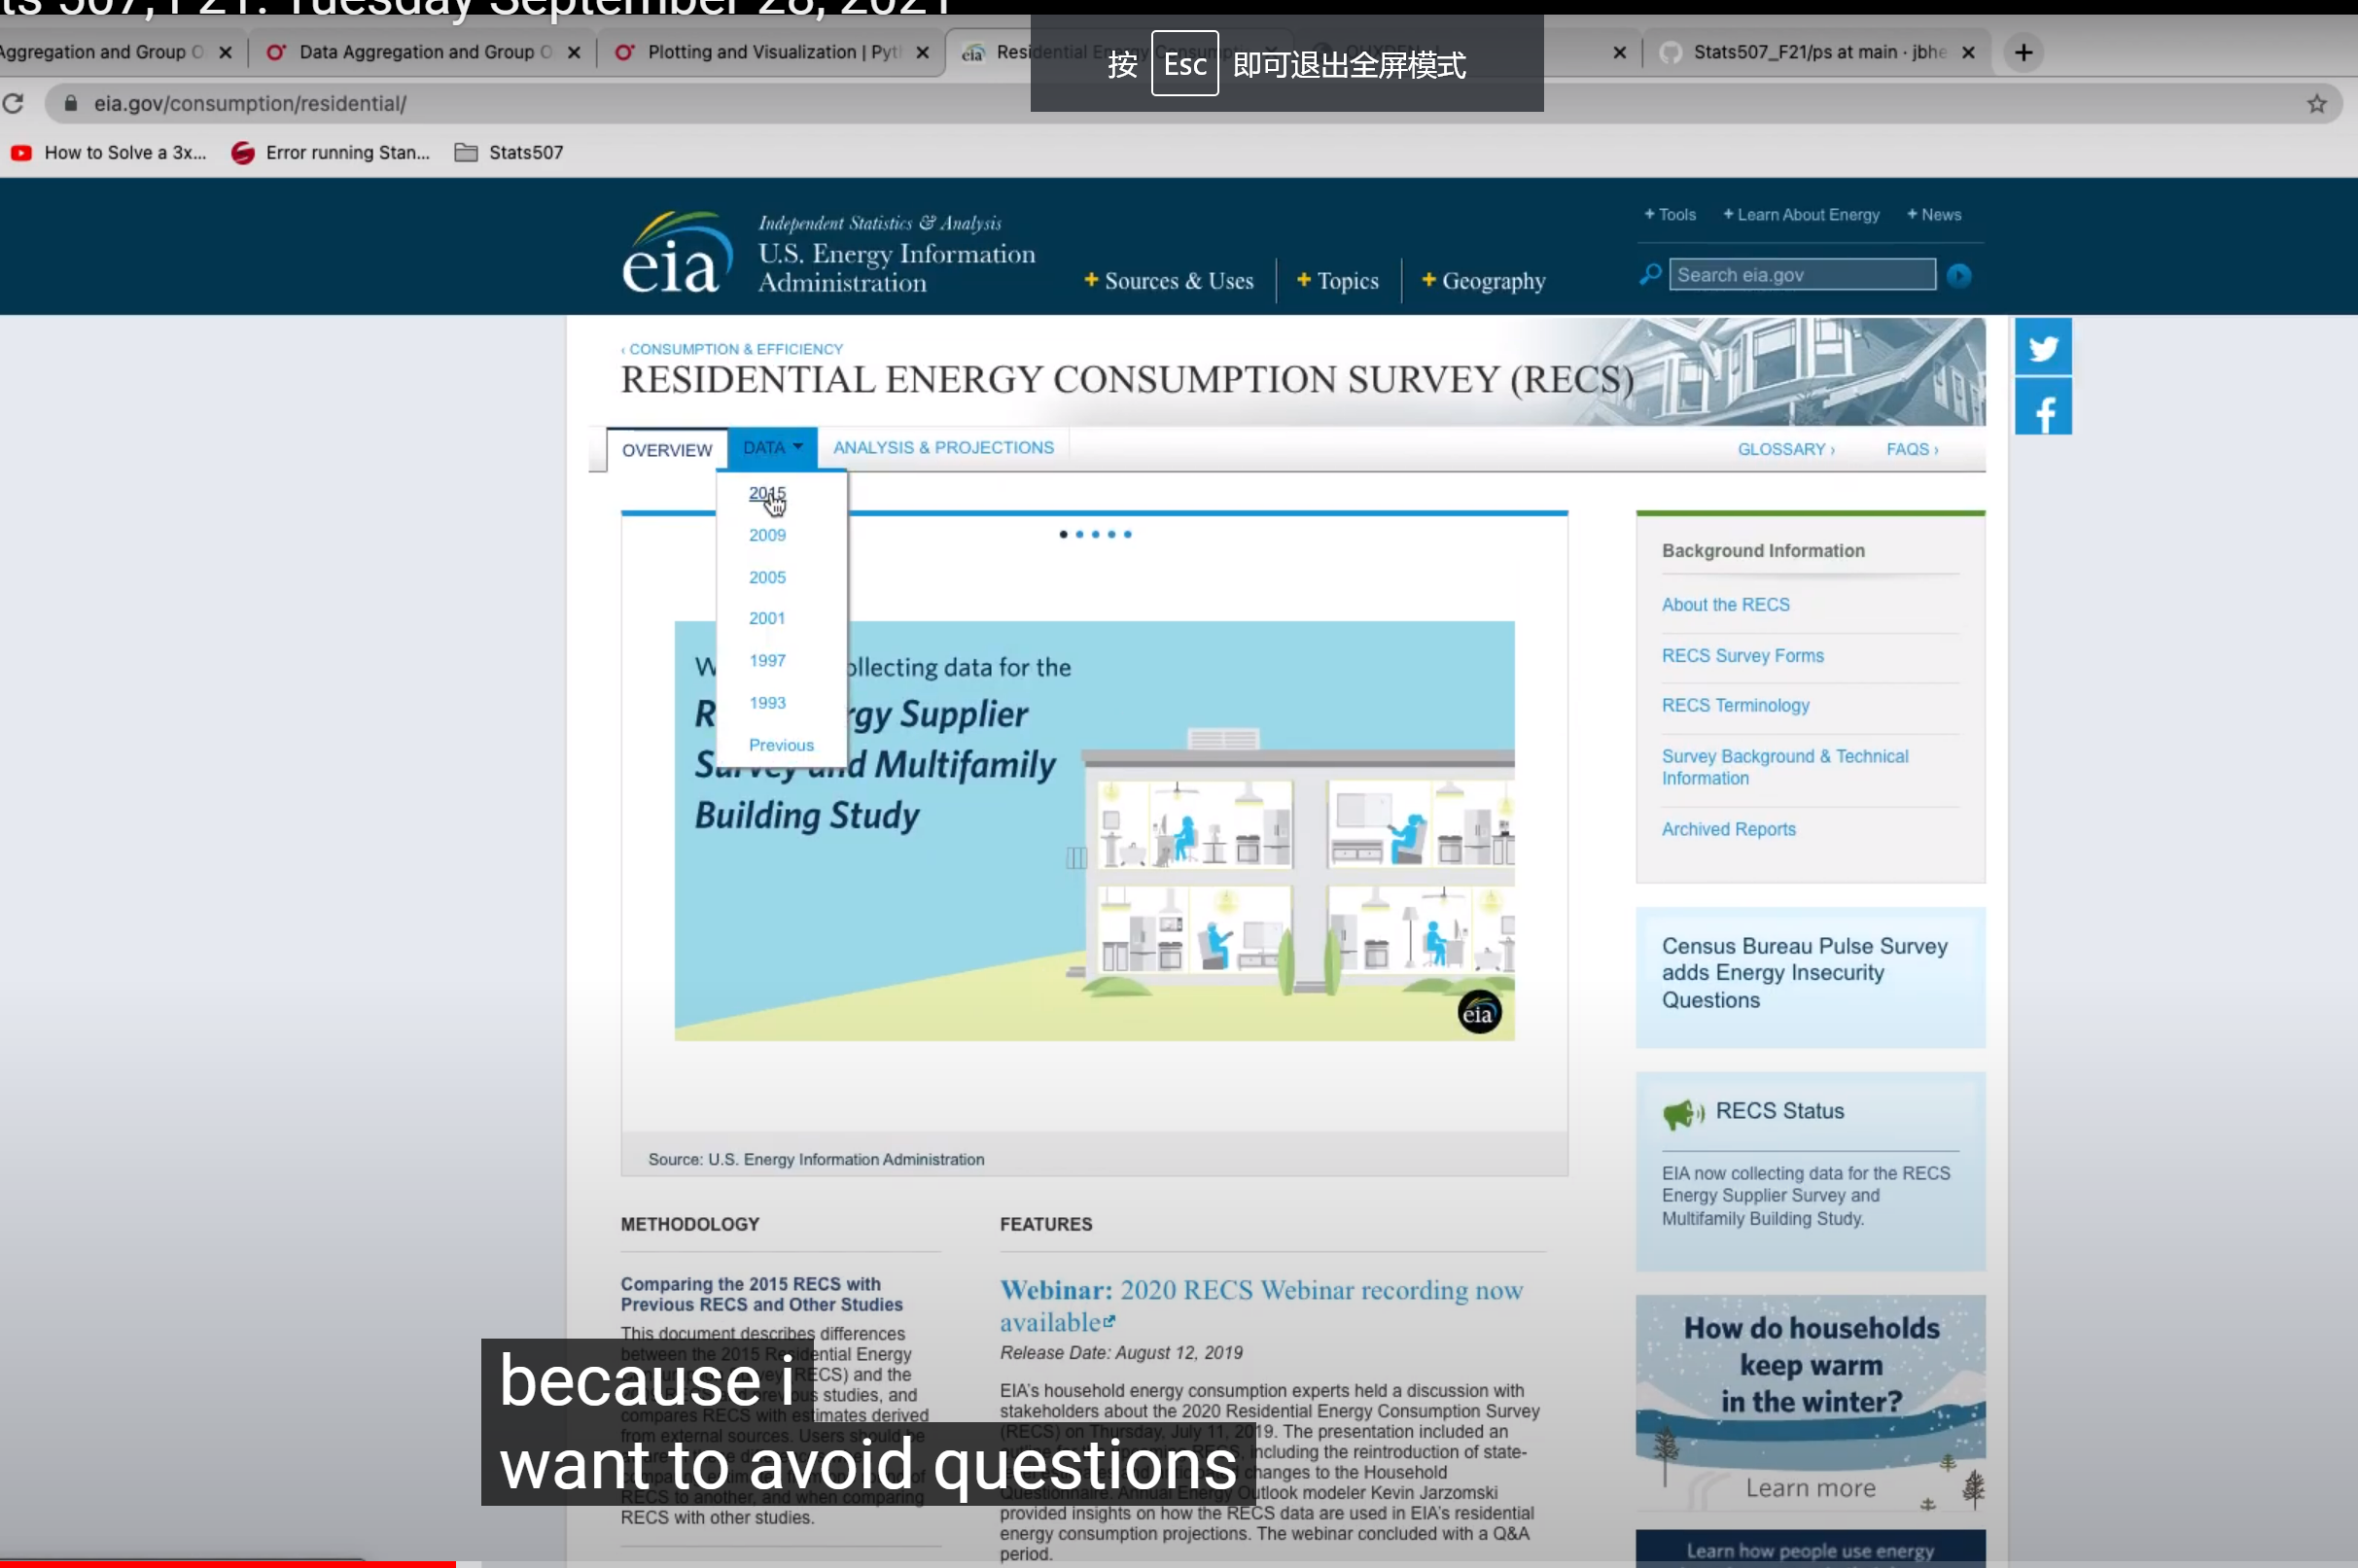 ts 507, F21: Tuesday September 28, 2021
Aggregation and Group O
Data Aggregation and Group O
Plotting and Visualization | Pyt
Residential Energy Consump
Stats507_F21/ps at main · jbhe
按 Esc 即可退出全屏模式
eia.gov/consumption/residential/
How to Solve a 3x...
Error running Stan...
Stats507
eia
Independent Statistics & Analysis
U.S. Energy Information
Administration
+ Sources & Uses
+ Topics
+ Geography
+ Tools
+ Learn About Energy
+ News
Search eia.gov
‹ CONSUMPTION & EFFICIENCY
RESIDENTIAL ENERGY CONSUMPTION SURVEY (RECS)
OVERVIEW
DATA
ANALYSIS & PROJECTIONS
GLOSSARY ›
FAQS ›
2015
2009
2005
2001
1997
1993
Previous
W ollecting data for the
R rgy Supplier
Survey and Multifamily
Building Study
eia
Source: U.S. Energy Information Administration
Background Information
About the RECS
RECS Survey Forms
RECS Terminology
Survey Background & Technical
Information
Archived Reports
Census Bureau Pulse Survey
adds Energy Insecurity
Questions
RECS Status
EIA now collecting data for the RECS
Energy Supplier Survey and
Multifamily Building Study.
How do households
keep warm
in the winter?
Learn more
Learn how people use energy
METHODOLOGY
Comparing the 2015 RECS with
Previous RECS and Other Studies
This document describes differences
between the 2015 Residential Energy
RECS) and the
previous studies, and
compares RECS with estimates derived
from external sources. Users should be
RECS to another, and when comparing
RECS with other studies.
FEATURES
Webinar: 2020 RECS Webinar recording now
available
Release Date: August 12, 2019
EIA's household energy consumption experts held a discussion with
stakeholders about the 2020 Residential Energy Consumption Survey
(RECS) on Thursday, July 11, 2019. The presentation included an
including the reintroduction of state-
changes to the Household
Questionnaire. Annual Energy Outlook modeler Kevin Jarzomski
provided insights on how the RECS data are used in EIA's residential
energy consumption projections. The webinar concluded with a Q&A
period.
because i
want to avoid questions